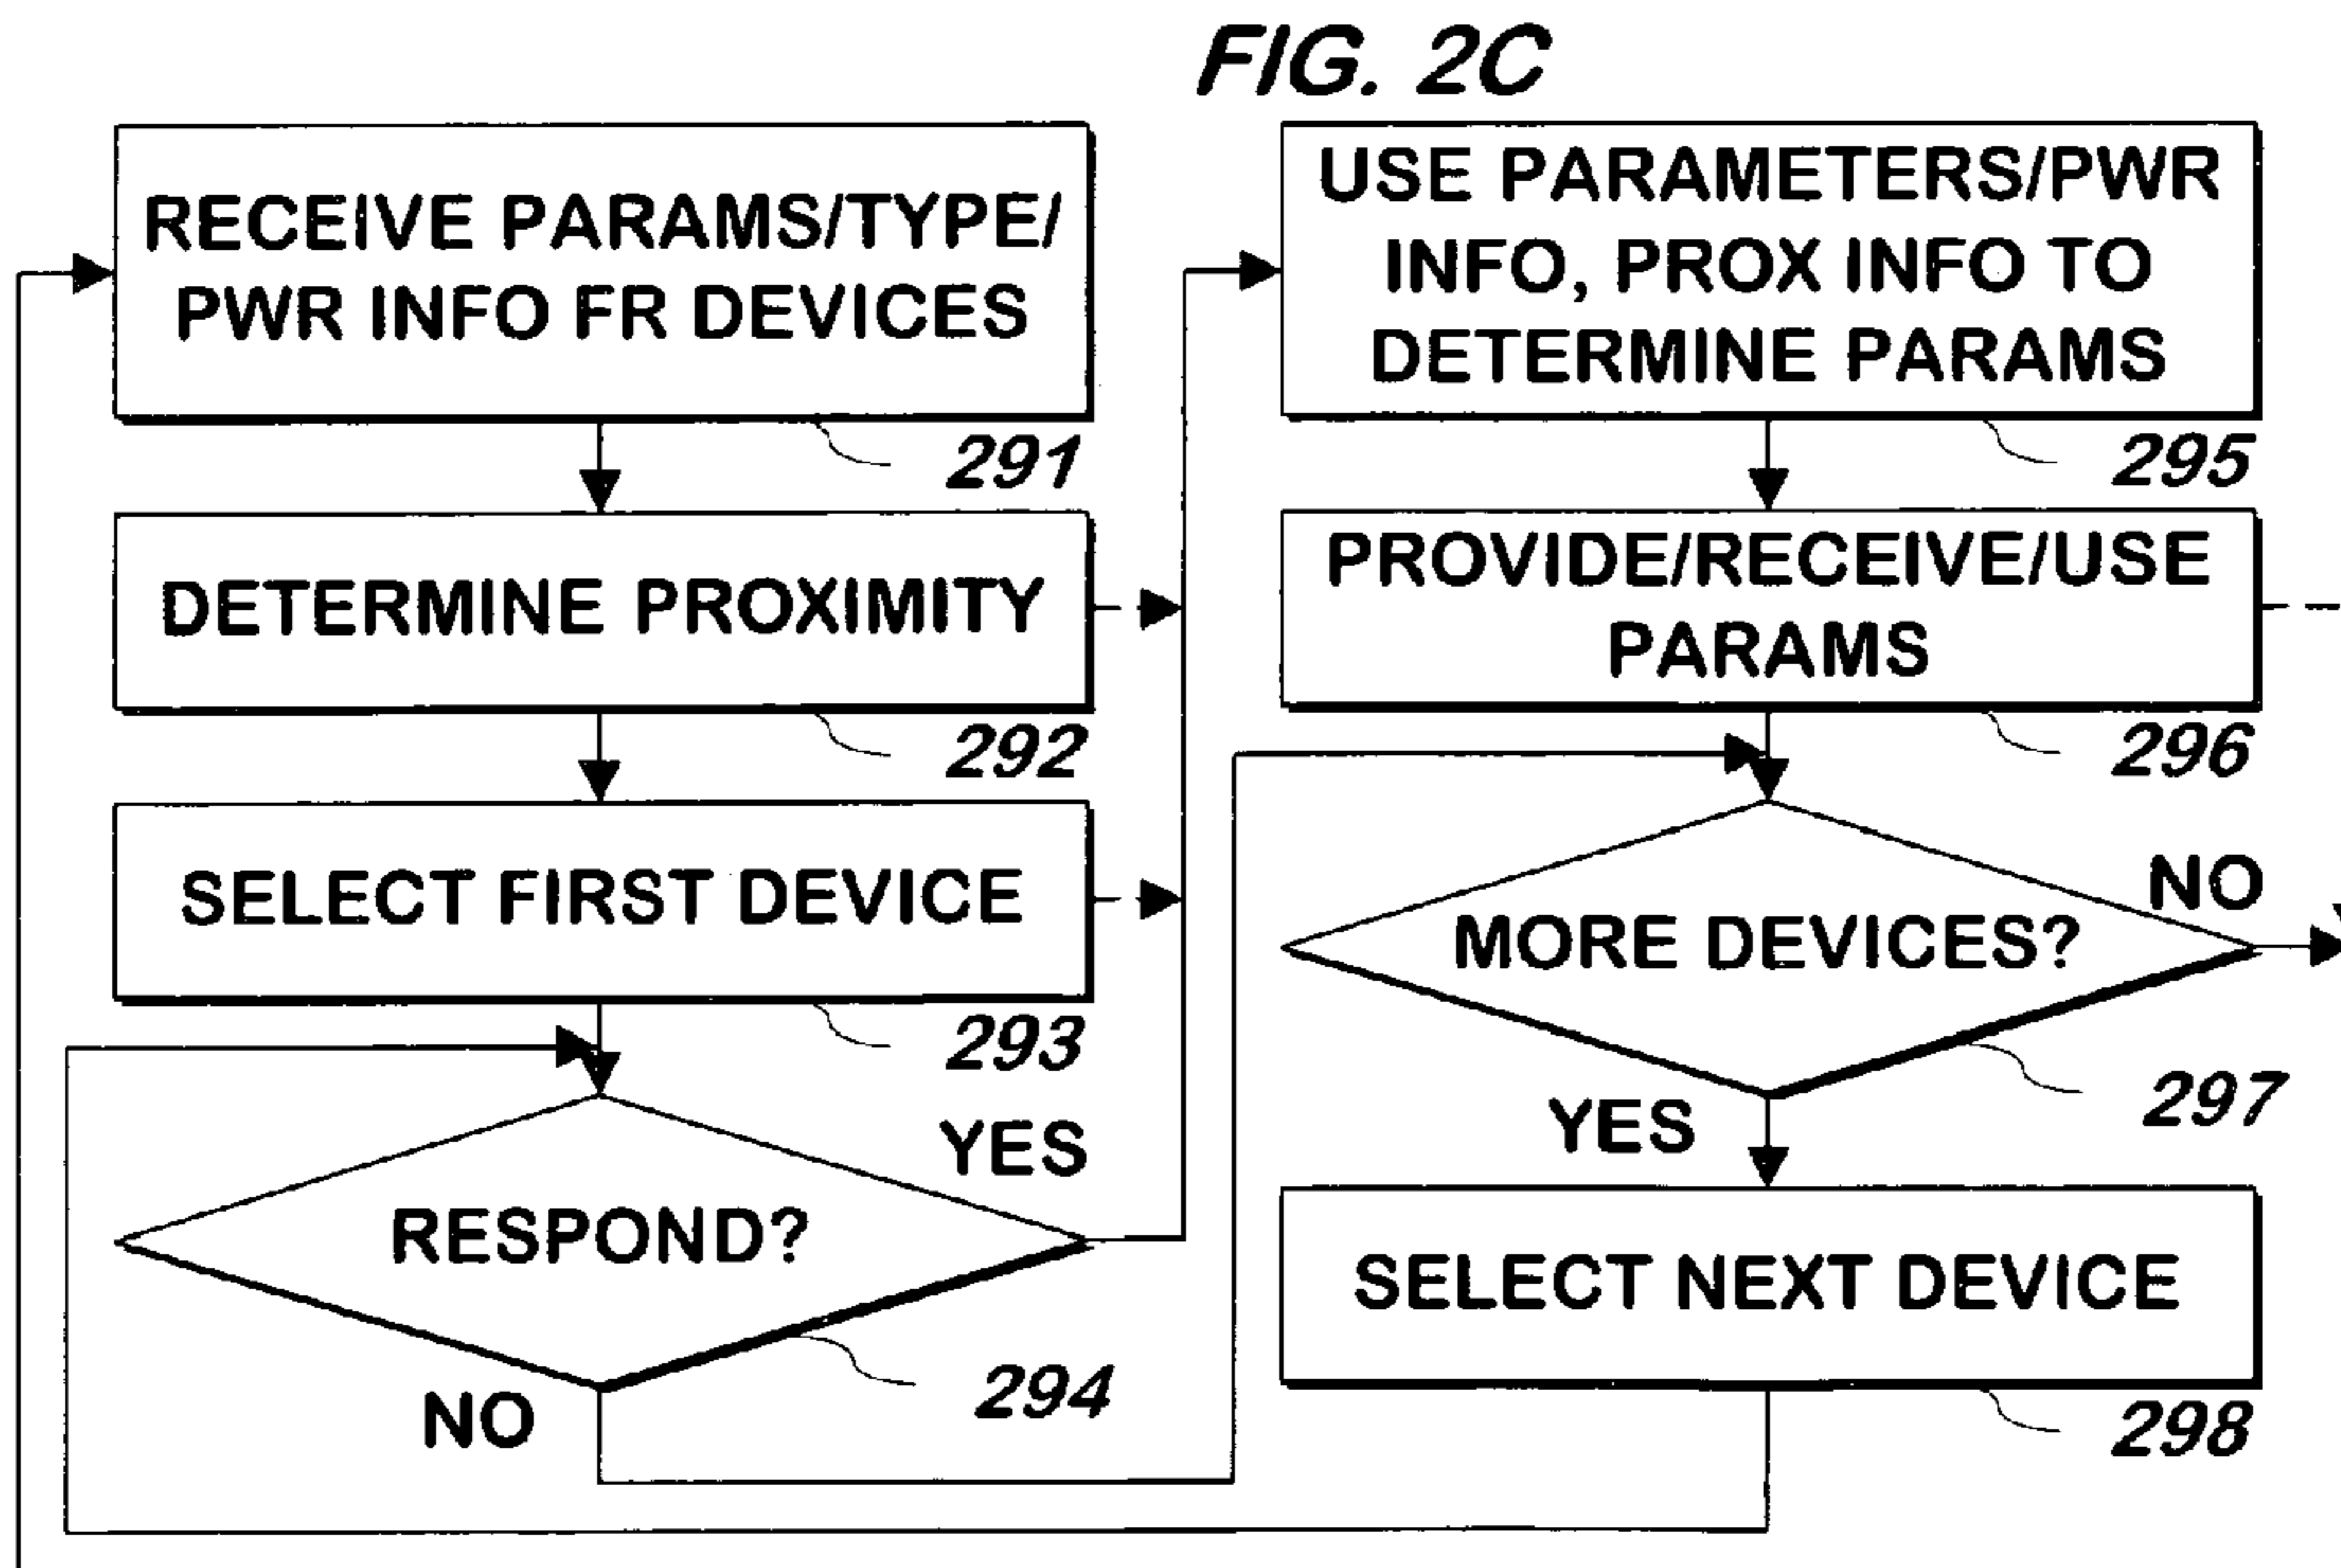 FIG. 2C
RECEIVE PARAMS/TYPE/
PWR INFO FR DEVICES
291
DETERMINE PROXIMITY
292
SELECT FIRST DEVICE
293
YES
RESPOND?
294
NO
USE PARAMETERS/PWR
INFO, PROX INFO TO
DETERMINE PARAMS
295
PROVIDE/RECEIVE/USE
PARAMS
296
NO
MORE DEVICES?
297
YES
SELECT NEXT DEVICE
298